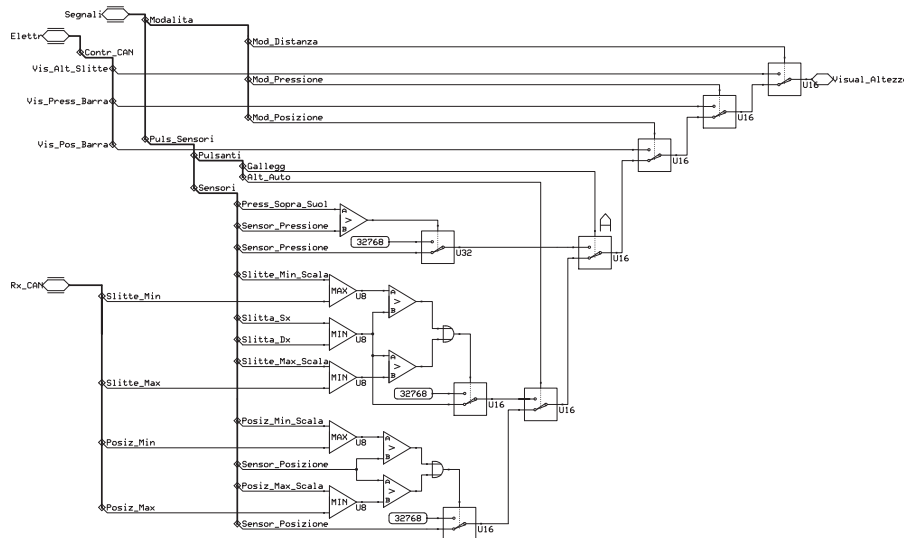 Segnali
Modalita
Elettr
Contr_CAN
Mod_Distanza
Vis_Alt_Slitte
Visual_Altezz
U16
Mod_Pressione
Vis_Press_Barra
U16
Mod_Posizione
Puls_Sensori
Vis_Pos_Barra
Pulsanti
U16
Gallegg
Alt_Auto
Sensori
Press_Sopra_Suol
A
>
B
Sensor_Pressione
32768
Sensor_Pressione
U32
U16
Slitte_Min_Scala
Rx_CAN
Slitte_Min
MAX
U8
A
>
B
Slitta_Sx
MIN
U8
Slitta_Dx
Slitte_Max_Scala
A
>
B
MIN
U8
Slitte_Max
32768
U16
U16
Posiz_Min_Scala
Posiz_Min
MAX
U8
A
>
B
Sensor_Posizione
Posiz_Max_Scala
A
>
B
MIN
U8
Posiz_Max
32768
Sensor_Posizione
U16